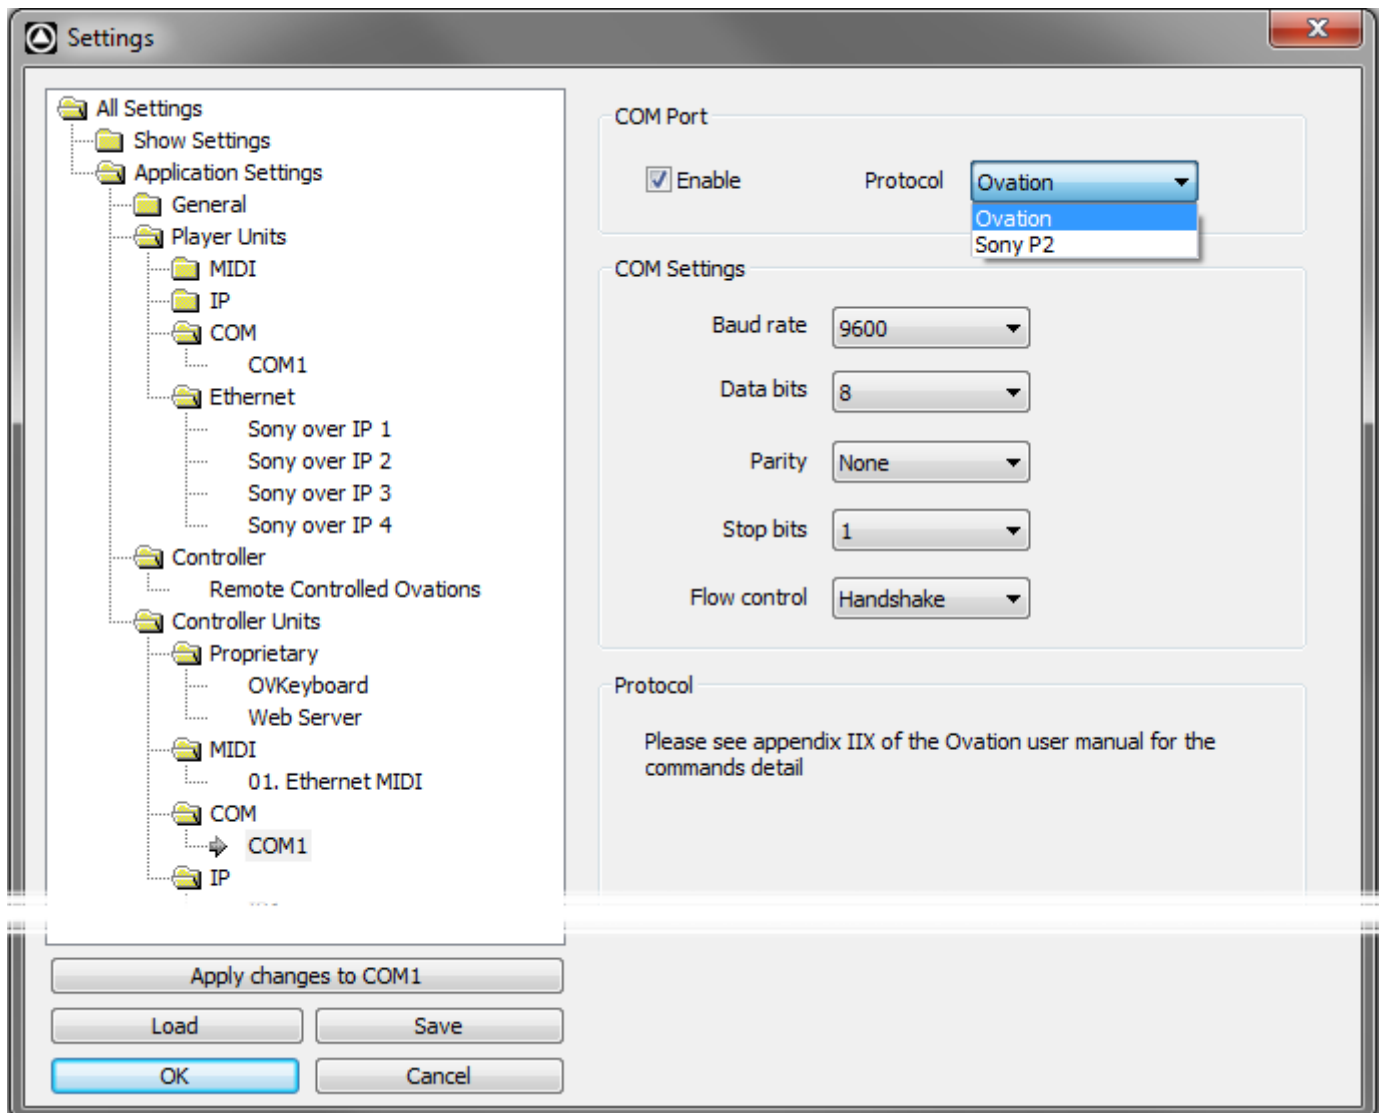 Settings
All Settings
Show Settings
Application Settings
General
Player Units
MIDI
IP
COM
COM1
Ethernet
Sony over IP 1
Sony over IP 2
Sony over IP 3
Sony over IP 4
Controller
Remote Controlled Ovations
Controller Units
Proprietary
OVKeyboard
Web Server
MIDI
01. Ethernet MIDI
COM
COM1
IP
Apply changes to COM1
Load Save
OK Cancel
COM Port
Enable Protocol Ovation
Ovation
Sony P2
COM Settings
Baud rate 9600
Data bits 8
Parity None
Stop bits 1
Flow control Handshake
Protocol
Please see appendix IIX of the Ovation user manual for the
commands detail